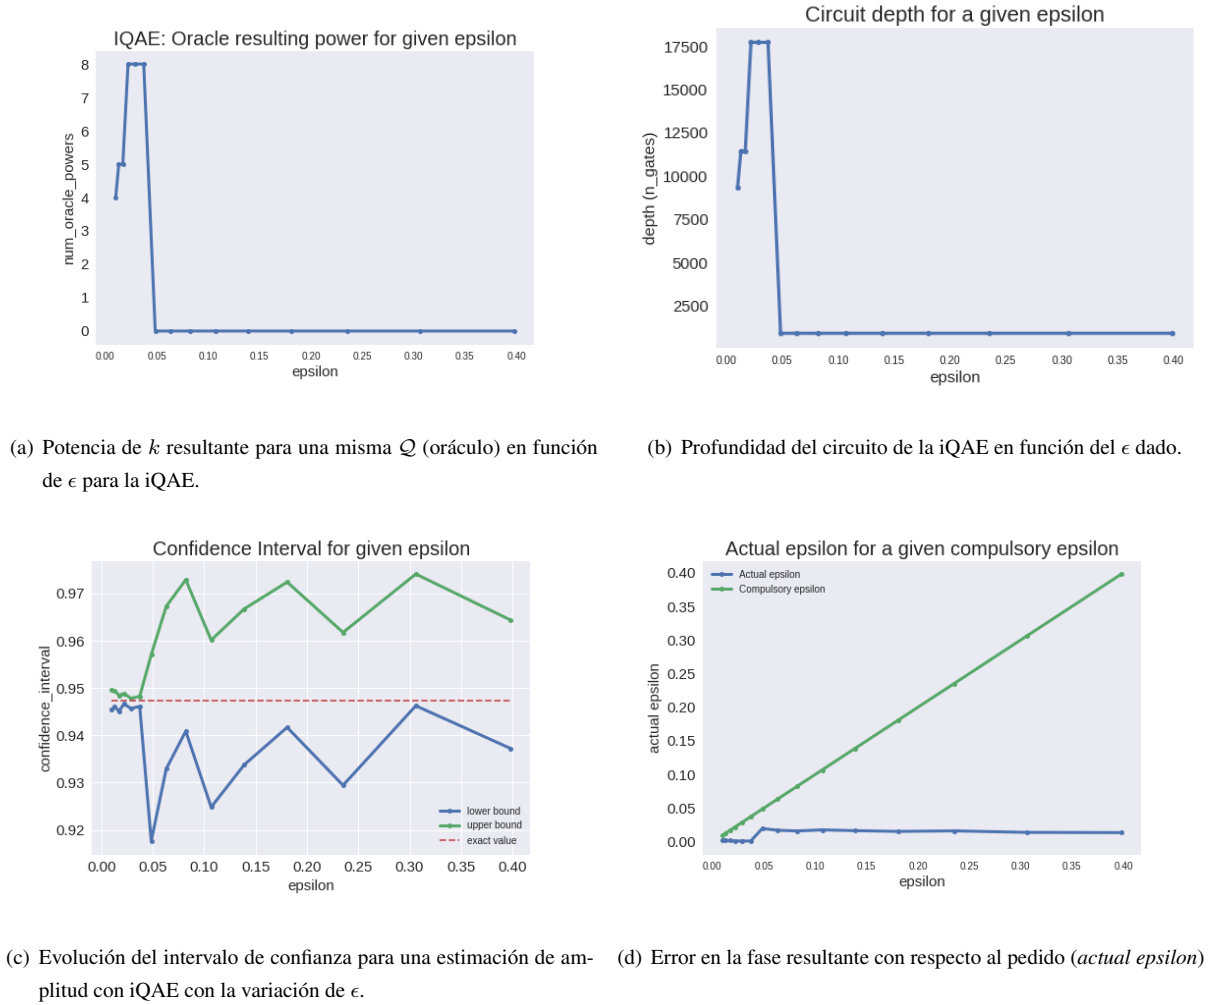 IQAE: Oracle resulting power for given epsilon
num_oracle_powers
8
7
6
5
4
3
2
1
0
0.00 0.05 0.10 0.15 0.20 0.25 0.30 0.35 0.40
epsilon
Circuit depth for a given epsilon
depth (n_gates)
17500
15000
12500
10000
7500
5000
2500
0.00 0.05 0.10 0.15 0.20 0.25 0.30 0.35 0.40
epsilon
(a) Potencia de k resultante para una misma Q (oráculo) en función
de ϵ para la iQAE.
(b) Profundidad del circuito de la iQAE en función del ϵ dado.
Confidence Interval for given epsilon
confidence_interval
0.97
0.96
0.95
0.94
0.93
0.92
lower bound
upper bound
exact value
0.00 0.05 0.10 0.15 0.20 0.25 0.30 0.35 0.40
epsilon
Actual epsilon for a given compulsory epsilon
actual epsilon
Actual epsilon
Compulsory epsilon
0.40
0.35
0.30
0.25
0.20
0.15
0.10
0.05
0.00
0.00 0.05 0.10 0.15 0.20 0.25 0.30 0.35 0.40
epsilon
(c) Evolución del intervalo de confianza para una estimación de am-
plitud con iQAE con la variación de ϵ.
(d) Error en la fase resultante con respecto al pedido (actual epsilon)